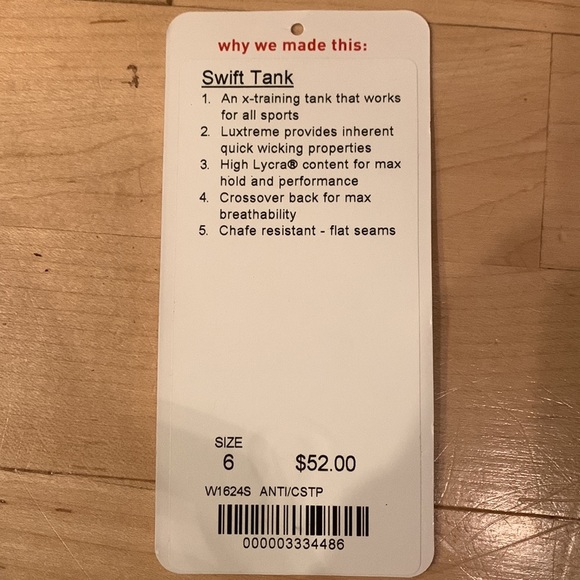 why we made this:
Swift Tank
1. An x-training tank that works
for all sports
2. Luxtreme provides inherent
quick wicking properties
3. High Lycra® content for max
hold and performance
4. Crossover back for max
breathability
5. Chafe resistant - flat seams
SIZE
6 $52.00
W1624S ANTI/CSTP
000003334486